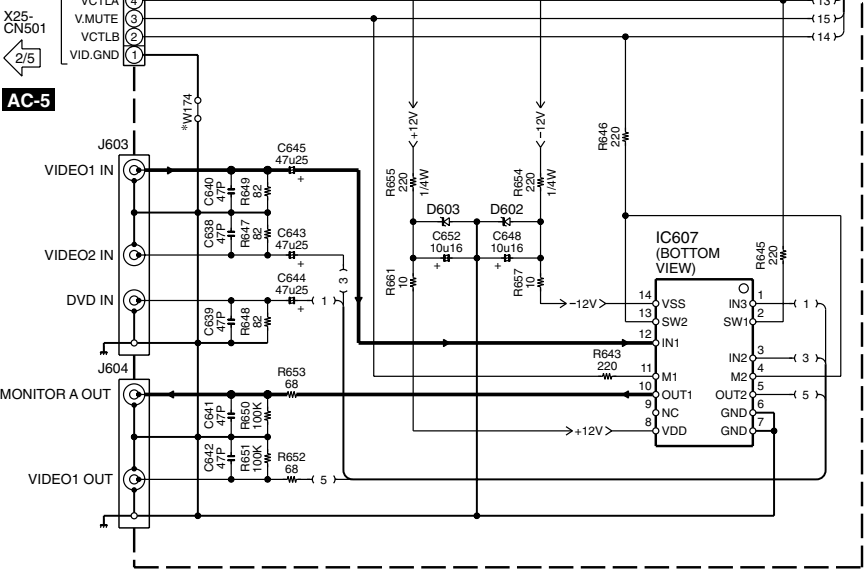 VCTLA 4
13
X25-
CN501
V.MUTE 3
15
VCTLB 2
14
2/5
VID.GND 1
AC-5
*W174
+12V
−12V
R646
220
J603
VIDEO1 IN
C645
47u25
+
C640
47P
R649
82
R655
220
1/4W
R654
220
1/4W
D603
D602
C638
47P
R647
82
C643
47u25
+
C652
10u16
+
C648
10u16
+
IC607
(BOTTOM
VIEW)
R645
220
VIDEO2 IN
3
R661
10
R657
10
DVD IN
C644
47u25
+
1
−12V
14 VSS
IN3 1
1
C639
47P
R648
82
13 SW2
SW1 2
12 IN1
IN2 3
3
J604
R653
68
R643
220
11 M1
M2 4
MONITOR A OUT
10 OUT1
OUT2 5
5
C641
47P
R650
100K
9 NC
GND 6
+12V
8 VDD
GND 7
C642
47P
R651
100K
R652
68
VIDEO1 OUT
5